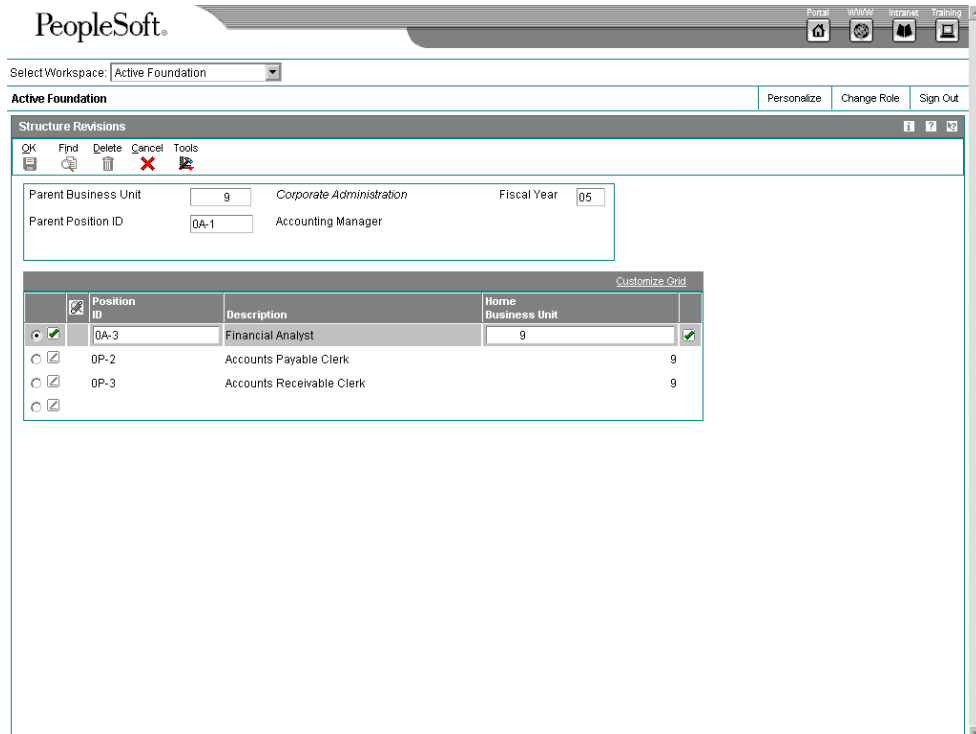 Portal WWW Intranet Training
PeopleSoft.
Select Workspace: Active Foundation
Active Foundation Personalize Change Role Sign Out
Structure Revisions i ? ?
OK Find Delete Cancel Tools
Parent Business Unit 9 Corporate Administration Fiscal Year 05
Parent Position ID 0A-1 Accounting Manager
Customize Grid
Position ID Description Home Business Unit
0A-3 Financial Analyst 9
0P-2 Accounts Payable Clerk 9
0P-3 Accounts Receivable Clerk 9